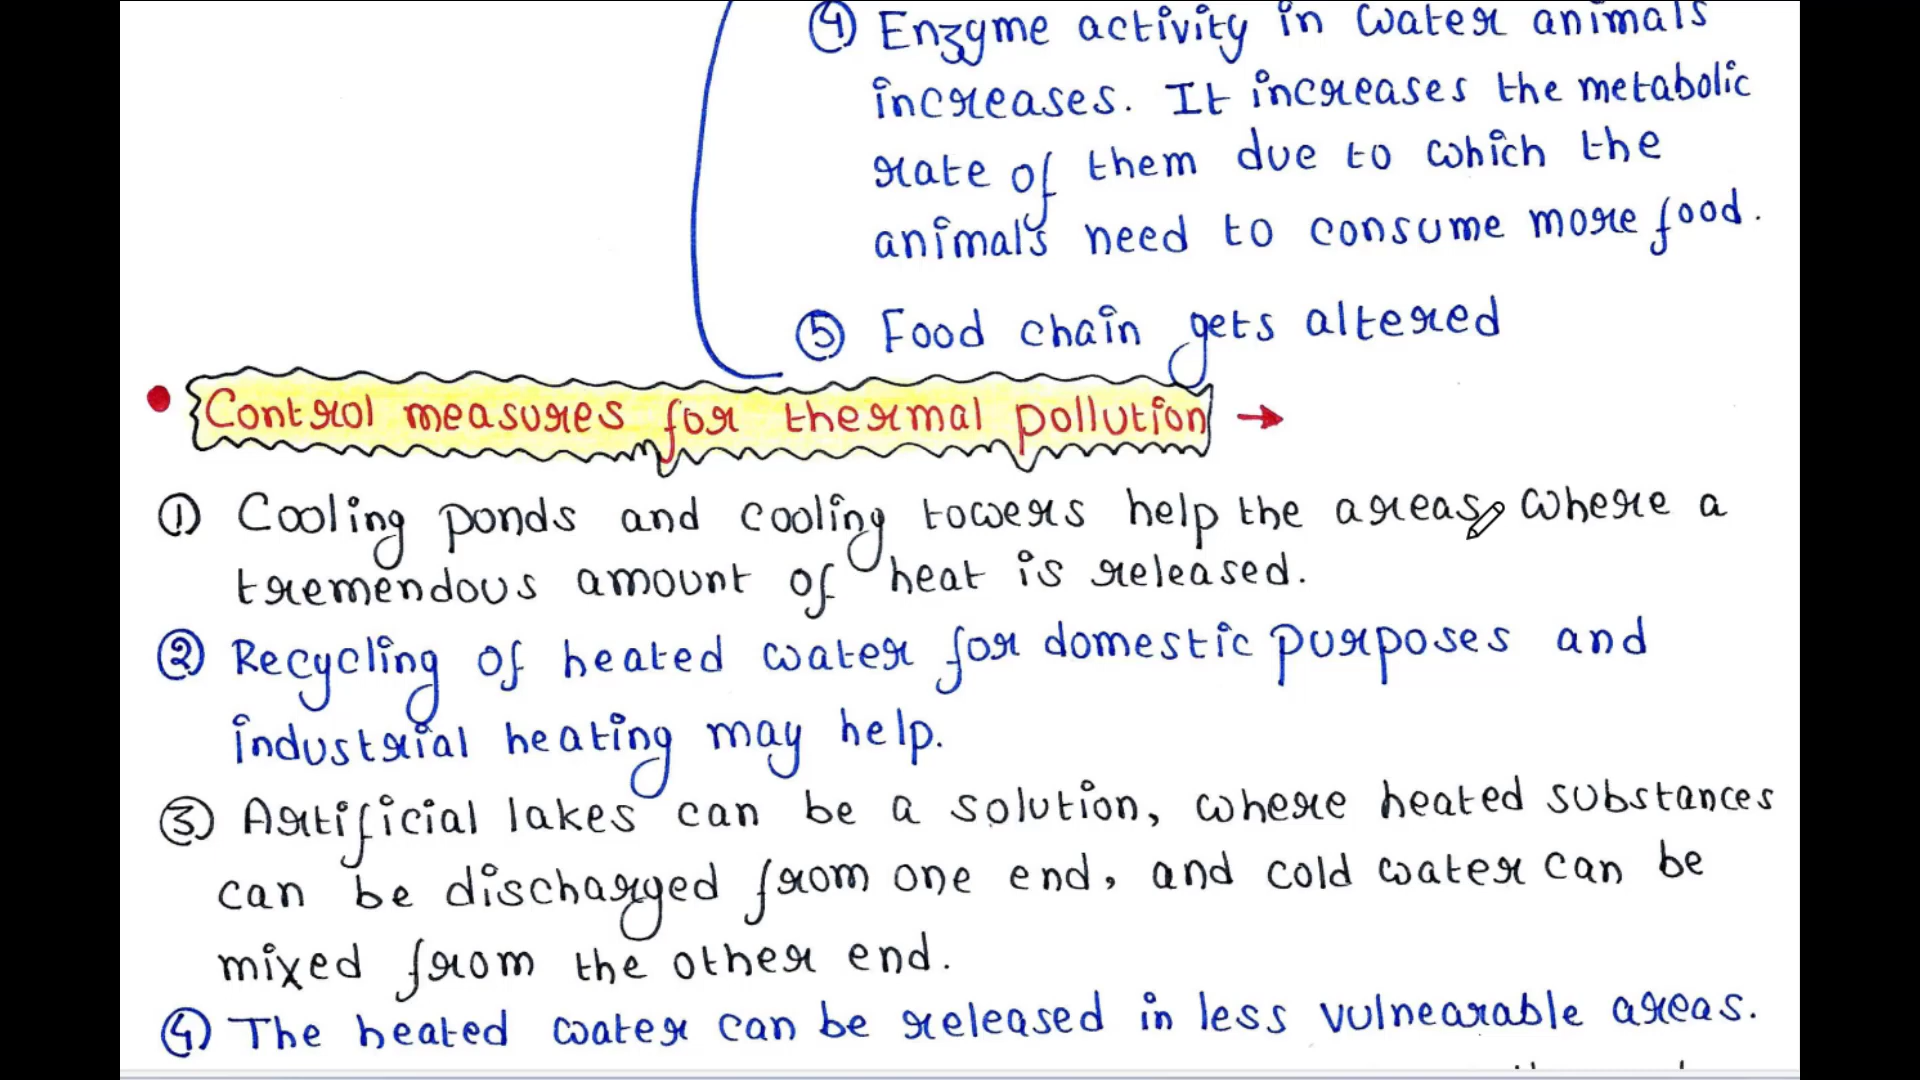 ④ Enzyme activity in water animals
increases. It increases the metabolic
rate of them due to which the
animals need to consume more food.
⑤ Food chain gets altered
• Control measures for thermal pollution →
① Cooling ponds and cooling towers help the areas, where a
tremendous amount of heat is released.
② Recycling of heated water for domestic purposes and
industrial heating may help.
③ Artificial lakes can be a solution, where heated substances
can be discharged from one end, and cold water can be
mixed from the other end.
④ The heated water can be released in less vulnearable areas.